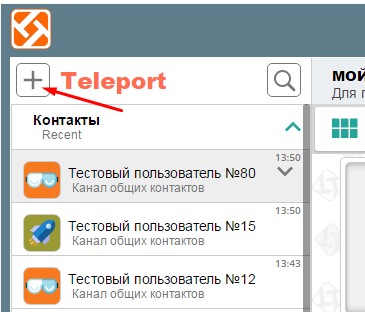 Teleport
мой
Для г
Контакты
Recent
13:50
Тестовый пользователь №80
Канал общих контактов
13:50
Тестовый пользователь №15
Канал общих контактов
13:43
Тестовый пользователь №12
Канал общих контактов